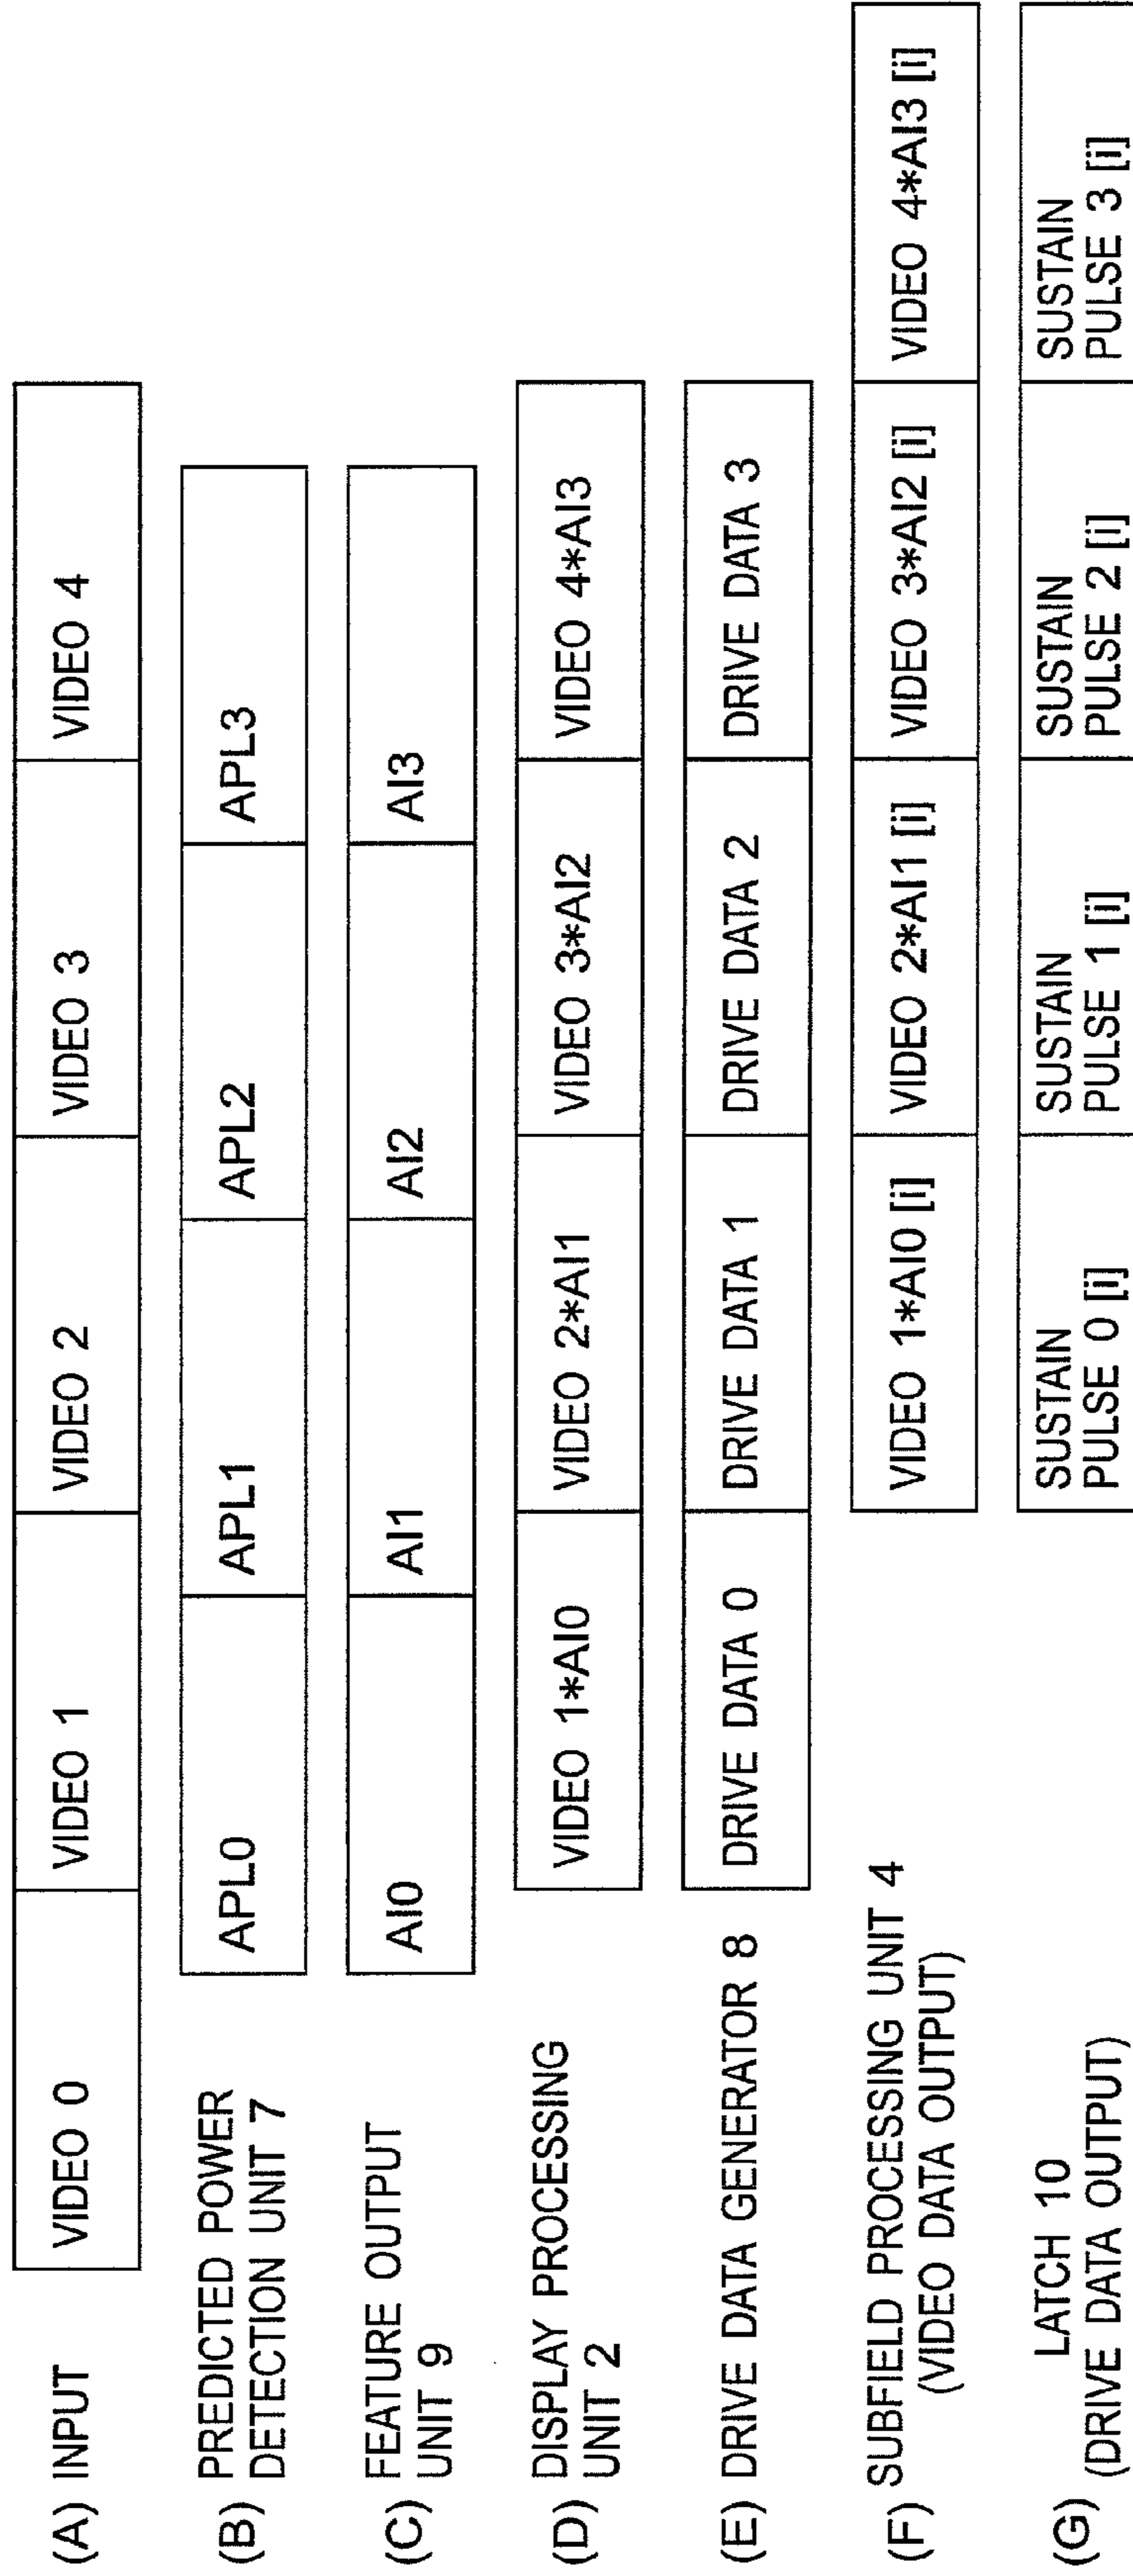 (A) INPUT
VIDEO 0
VIDEO 1
VIDEO 2
VIDEO 3
VIDEO 4
(B) PREDICTED POWER
DETECTION UNIT 7
APL0
APL1
APL2
APL3
(C) FEATURE OUTPUT
UNIT 9
AI0
AI1
AI2
AI3
(D) DISPLAY PROCESSING
UNIT 2
VIDEO 1*AI0
VIDEO 2*AI1
VIDEO 3*AI2
VIDEO 4*AI3
(E) DRIVE DATA GENERATOR 8
DRIVE DATA 0
DRIVE DATA 1
DRIVE DATA 2
DRIVE DATA 3
(F) SUBFIELD PROCESSING UNIT 4
(VIDEO DATA OUTPUT)
VIDEO 1*AI0 [i]
VIDEO 2*AI1 [i]
VIDEO 3*AI2 [i]
VIDEO 4*AI3 [i]
(G) LATCH 10
(DRIVE DATA OUTPUT)
SUSTAIN
PULSE 0 [i]
SUSTAIN
PULSE 1 [i]
SUSTAIN
PULSE 2 [i]
SUSTAIN
PULSE 3 [i]